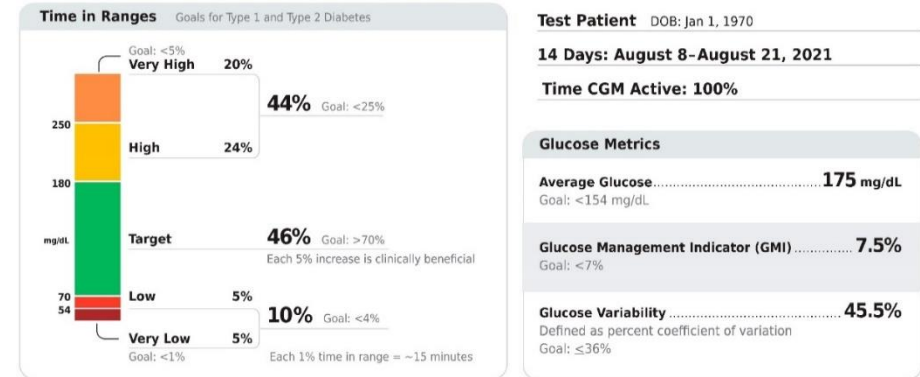 Time in Ranges Goals for Type 1 and Type 2 Diabetes
Goal: <5%
Very High 20%
44% Goal: <25%
250
High 24%
180
mg/dL
Target 46% Goal: >70%
Each 5% increase is clinically beneficial
70
Low 5%
54
10% Goal: <4%
Very Low 5%
Goal: <1%
Each 1% time in range = ~15 minutes
Test Patient DOB: Jan 1, 1970
14 Days: August 8–August 21, 2021
Time CGM Active: 100%
Glucose Metrics
Average Glucose 175 mg/dL
Goal: <154 mg/dL
Glucose Management Indicator (GMI) 7.5%
Goal: <7%
Glucose Variability 45.5%
Defined as percent coefficient of variation
Goal: ≤36%